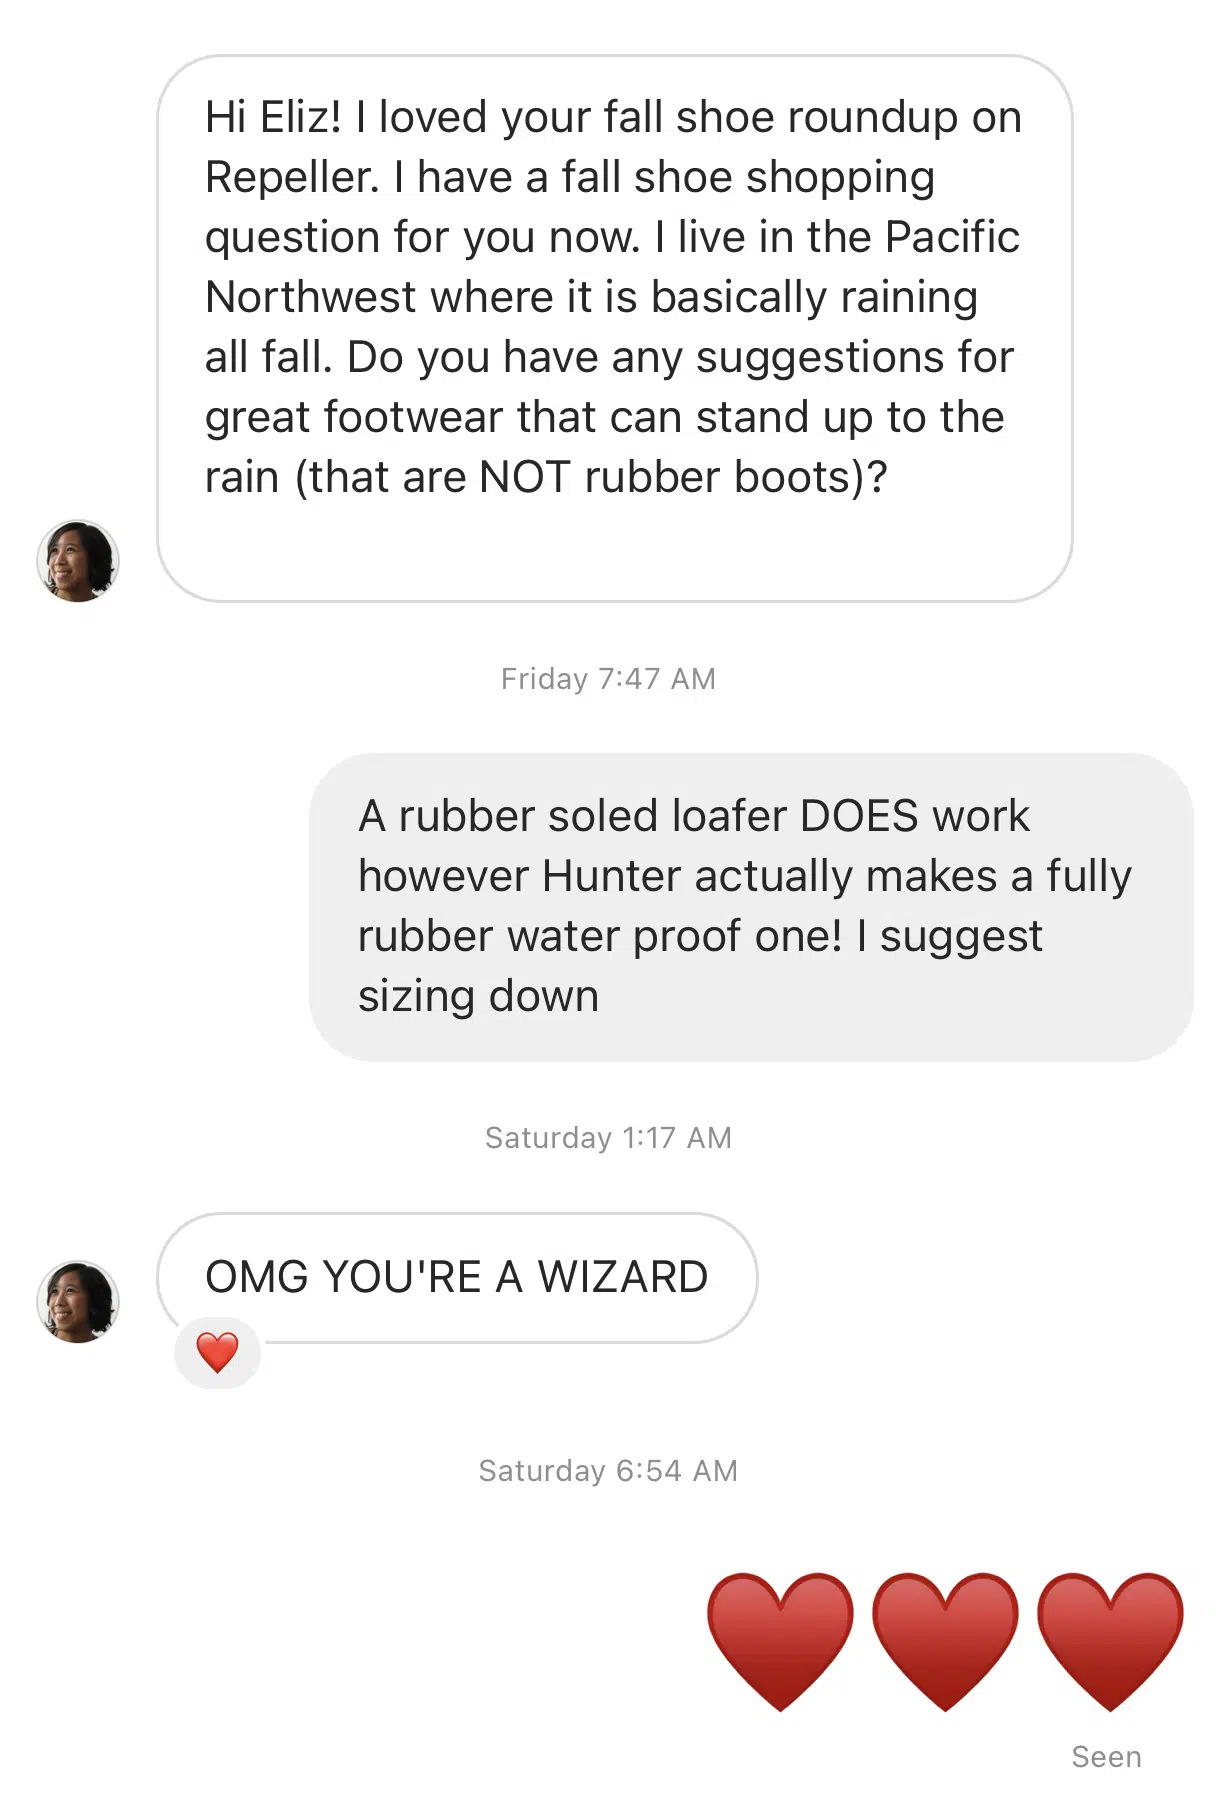 Hi Eliz! I loved your fall shoe roundup on
Repeller. I have a fall shoe shopping
question for you now. I live in the Pacific
Northwest where it is basically raining
all fall. Do you have any suggestions for
great footwear that can stand up to the
rain (that are NOT rubber boots)?
Friday 7:47 AM
A rubber soled loafer DOES work
however Hunter actually makes a fully
rubber water proof one! I suggest
sizing down
Saturday 1:17 AM
OMG YOU'RE A WIZARD
Saturday 6:54 AM
Seen